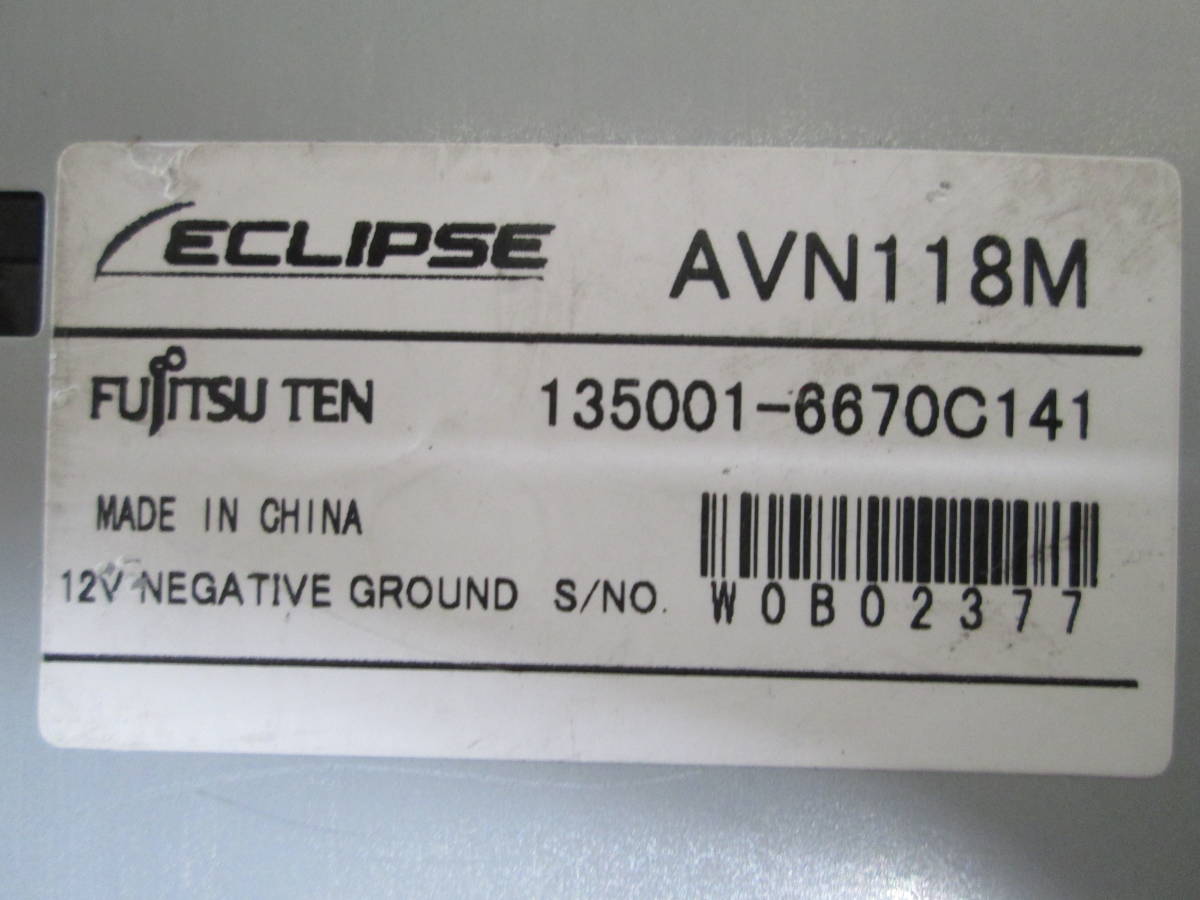 ECLIPSE AVN118M
FUJITSU TEN 135001-6670C141
MADE IN CHINA
12V NEGATIVE GROUND S/NO. W0B02377